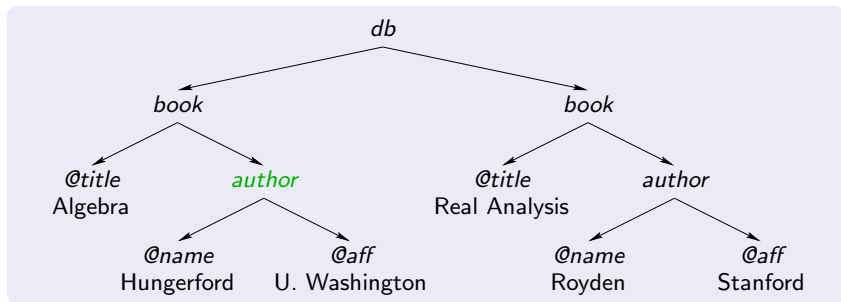 db
book book
@title author @title author
Algebra Real Analysis
@name @aff @name @aff
Hungerford U. Washington Royden Stanford